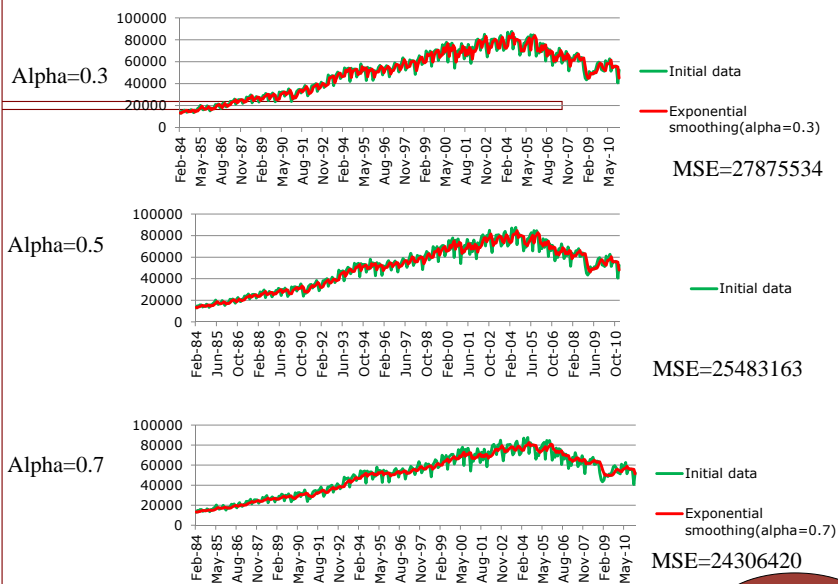 Alpha=0.3
100000
80000
60000
40000
20000
0
Feb-84
May-85
Aug-86
Nov-87
Feb-89
May-90
Aug-91
Nov-92
Feb-94
May-95
Aug-96
Nov-97
Feb-99
May-00
Aug-01
Nov-02
Feb-04
May-05
Aug-06
Nov-07
Feb-09
May-10
Initial data
Exponential
smoothing(alpha=0.3)
MSE=27875534
Alpha=0.5
100000
80000
60000
40000
20000
0
Feb-84
Jun-85
Oct-86
Feb-88
Jun-89
Oct-90
Feb-92
Jun-93
Oct-94
Feb-96
Jun-97
Oct-98
Feb-00
Jun-01
Oct-02
Feb-04
Jun-05
Oct-06
Feb-08
Jun-09
Oct-10
Initial data
MSE=25483163
Alpha=0.7
100000
80000
60000
40000
20000
0
Feb-84
May-85
Aug-86
Nov-87
Feb-89
May-90
Aug-91
Nov-92
Feb-94
May-95
Aug-96
Nov-97
Feb-99
May-00
Aug-01
Nov-02
Feb-04
May-05
Aug-06
Nov-07
Feb-09
May-10
Initial data
Exponential
smoothing(alpha=0.7)
MSE=24306420